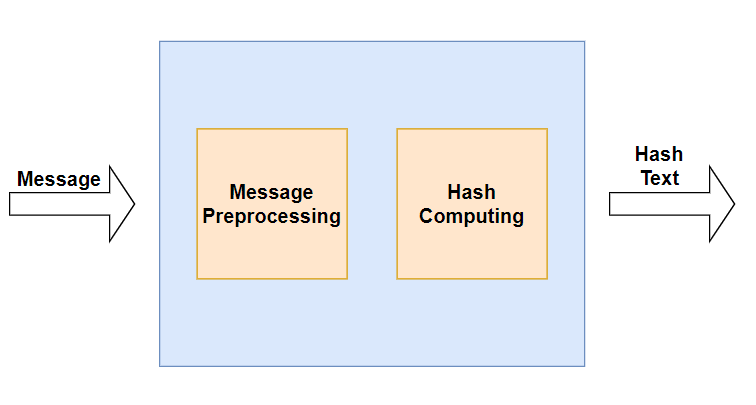 Message
Message
Preprocessing
Hash
Computing
Hash
Text